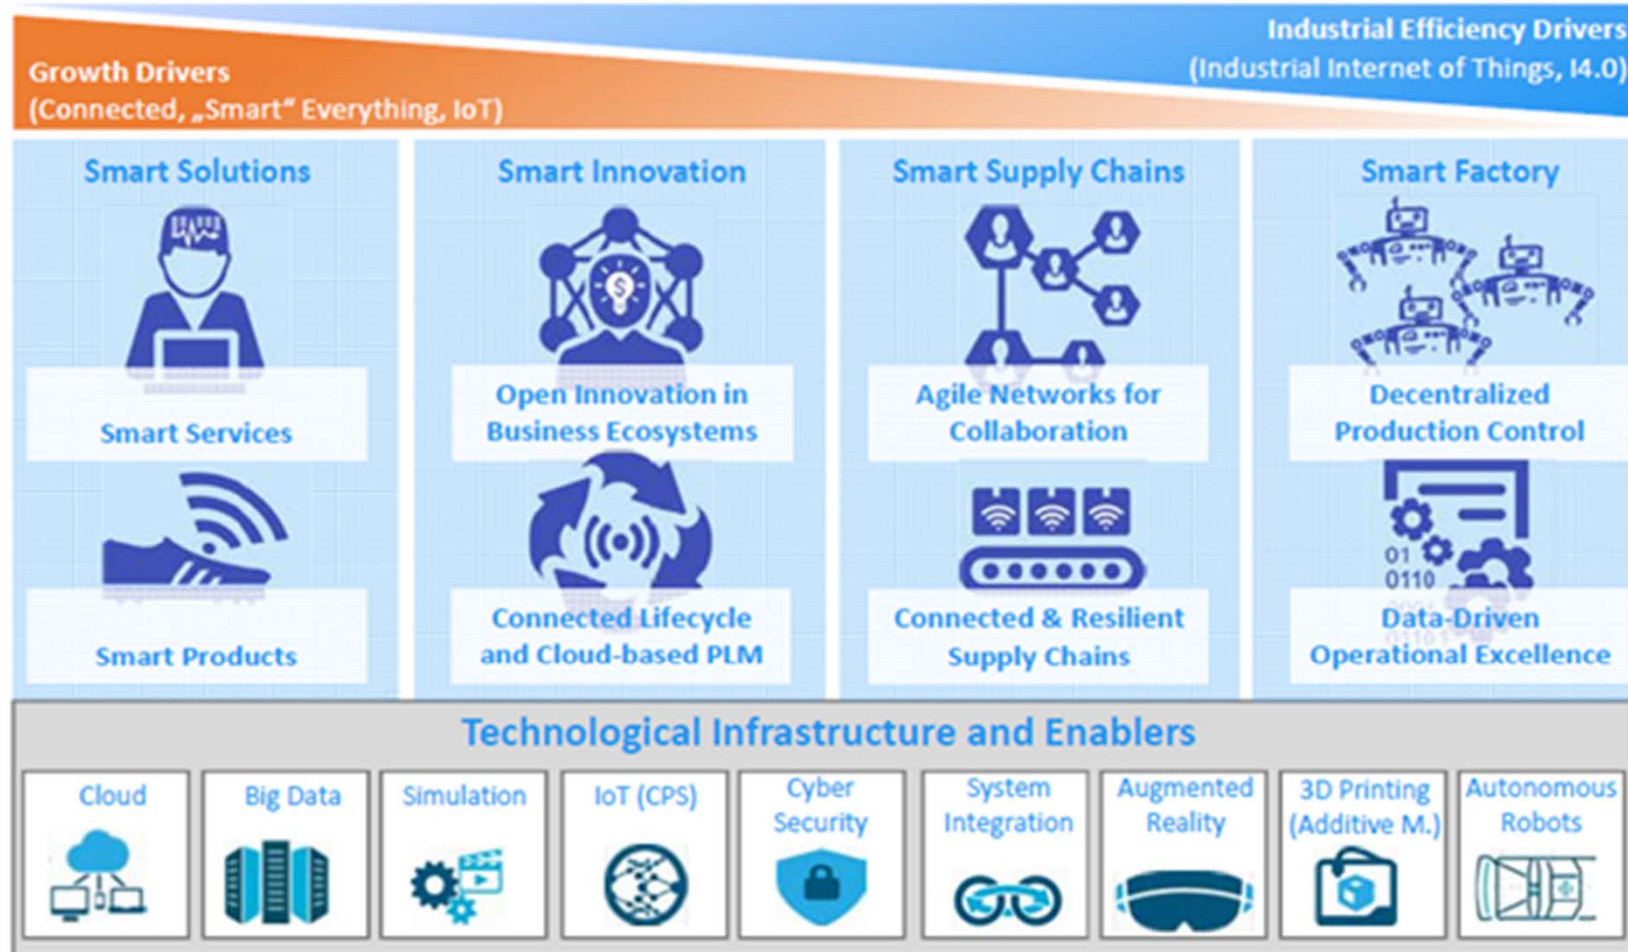 Industrial Efficiency Drivers
(Industrial Internet of Things, I4.0)
Growth Drivers
(Connected, „Smart“ Everything, IoT)
Smart Solutions
Smart Services
Smart Products
Smart Innovation
Open Innovation in
Business Ecosystems
Connected Lifecycle
and Cloud-based PLM
Smart Supply Chains
Agile Networks for
Collaboration
Connected & Resilient
Supply Chains
Smart Factory
Decentralized
Production Control
01
0110
Data-Driven
Operational Excellence
Technological Infrastructure and Enablers
Cloud
Big Data
Simulation
IoT (CPS)
Cyber
Security
System
Integration
Augmented
Reality
3D Printing
(Additive M.)
Autonomous
Robots